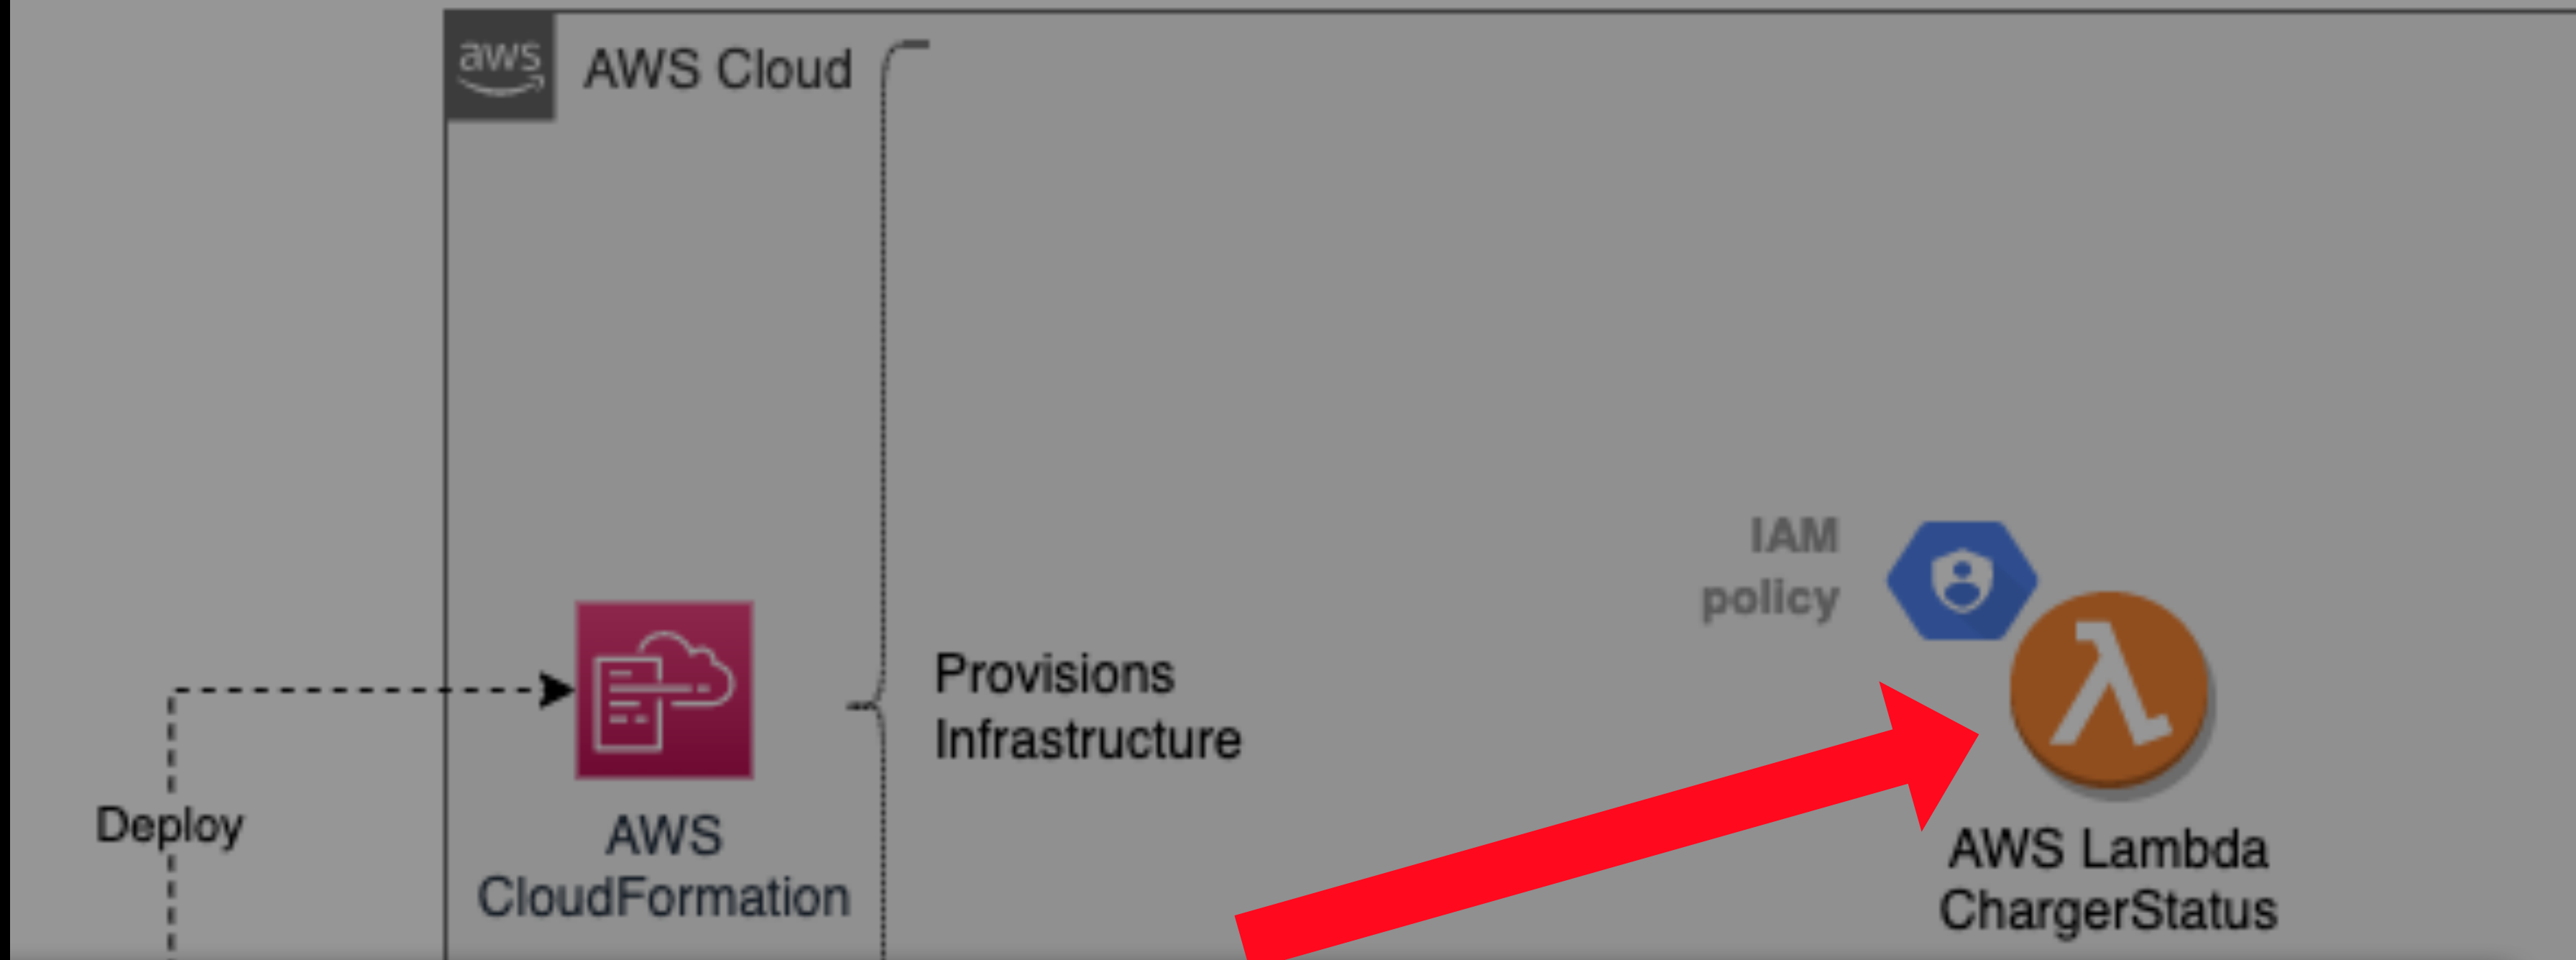 aws
AWS Cloud
IAM
policy
Provisions
Infrastructure
Deploy
AWS
CloudFormation
AWS Lambda
ChargerStatus